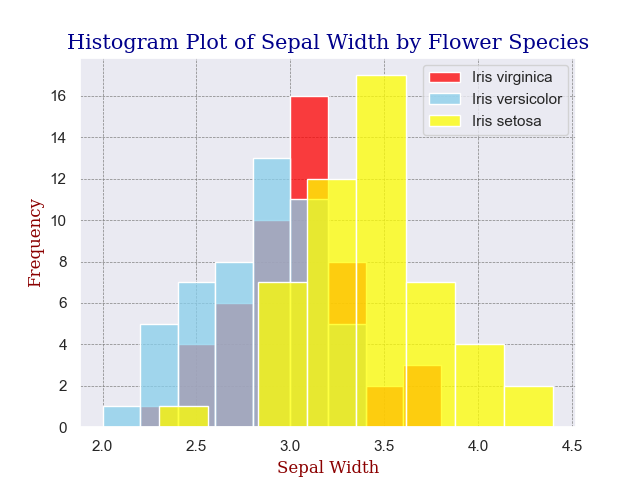 Histogram Plot of Sepal Width by Flower Species
Iris virginica
Iris versicolor
Iris setosa
16
14
12
10
8
6
4
2
0
Frequency
2.0 2.5 3.0 3.5 4.0 4.5
Sepal Width